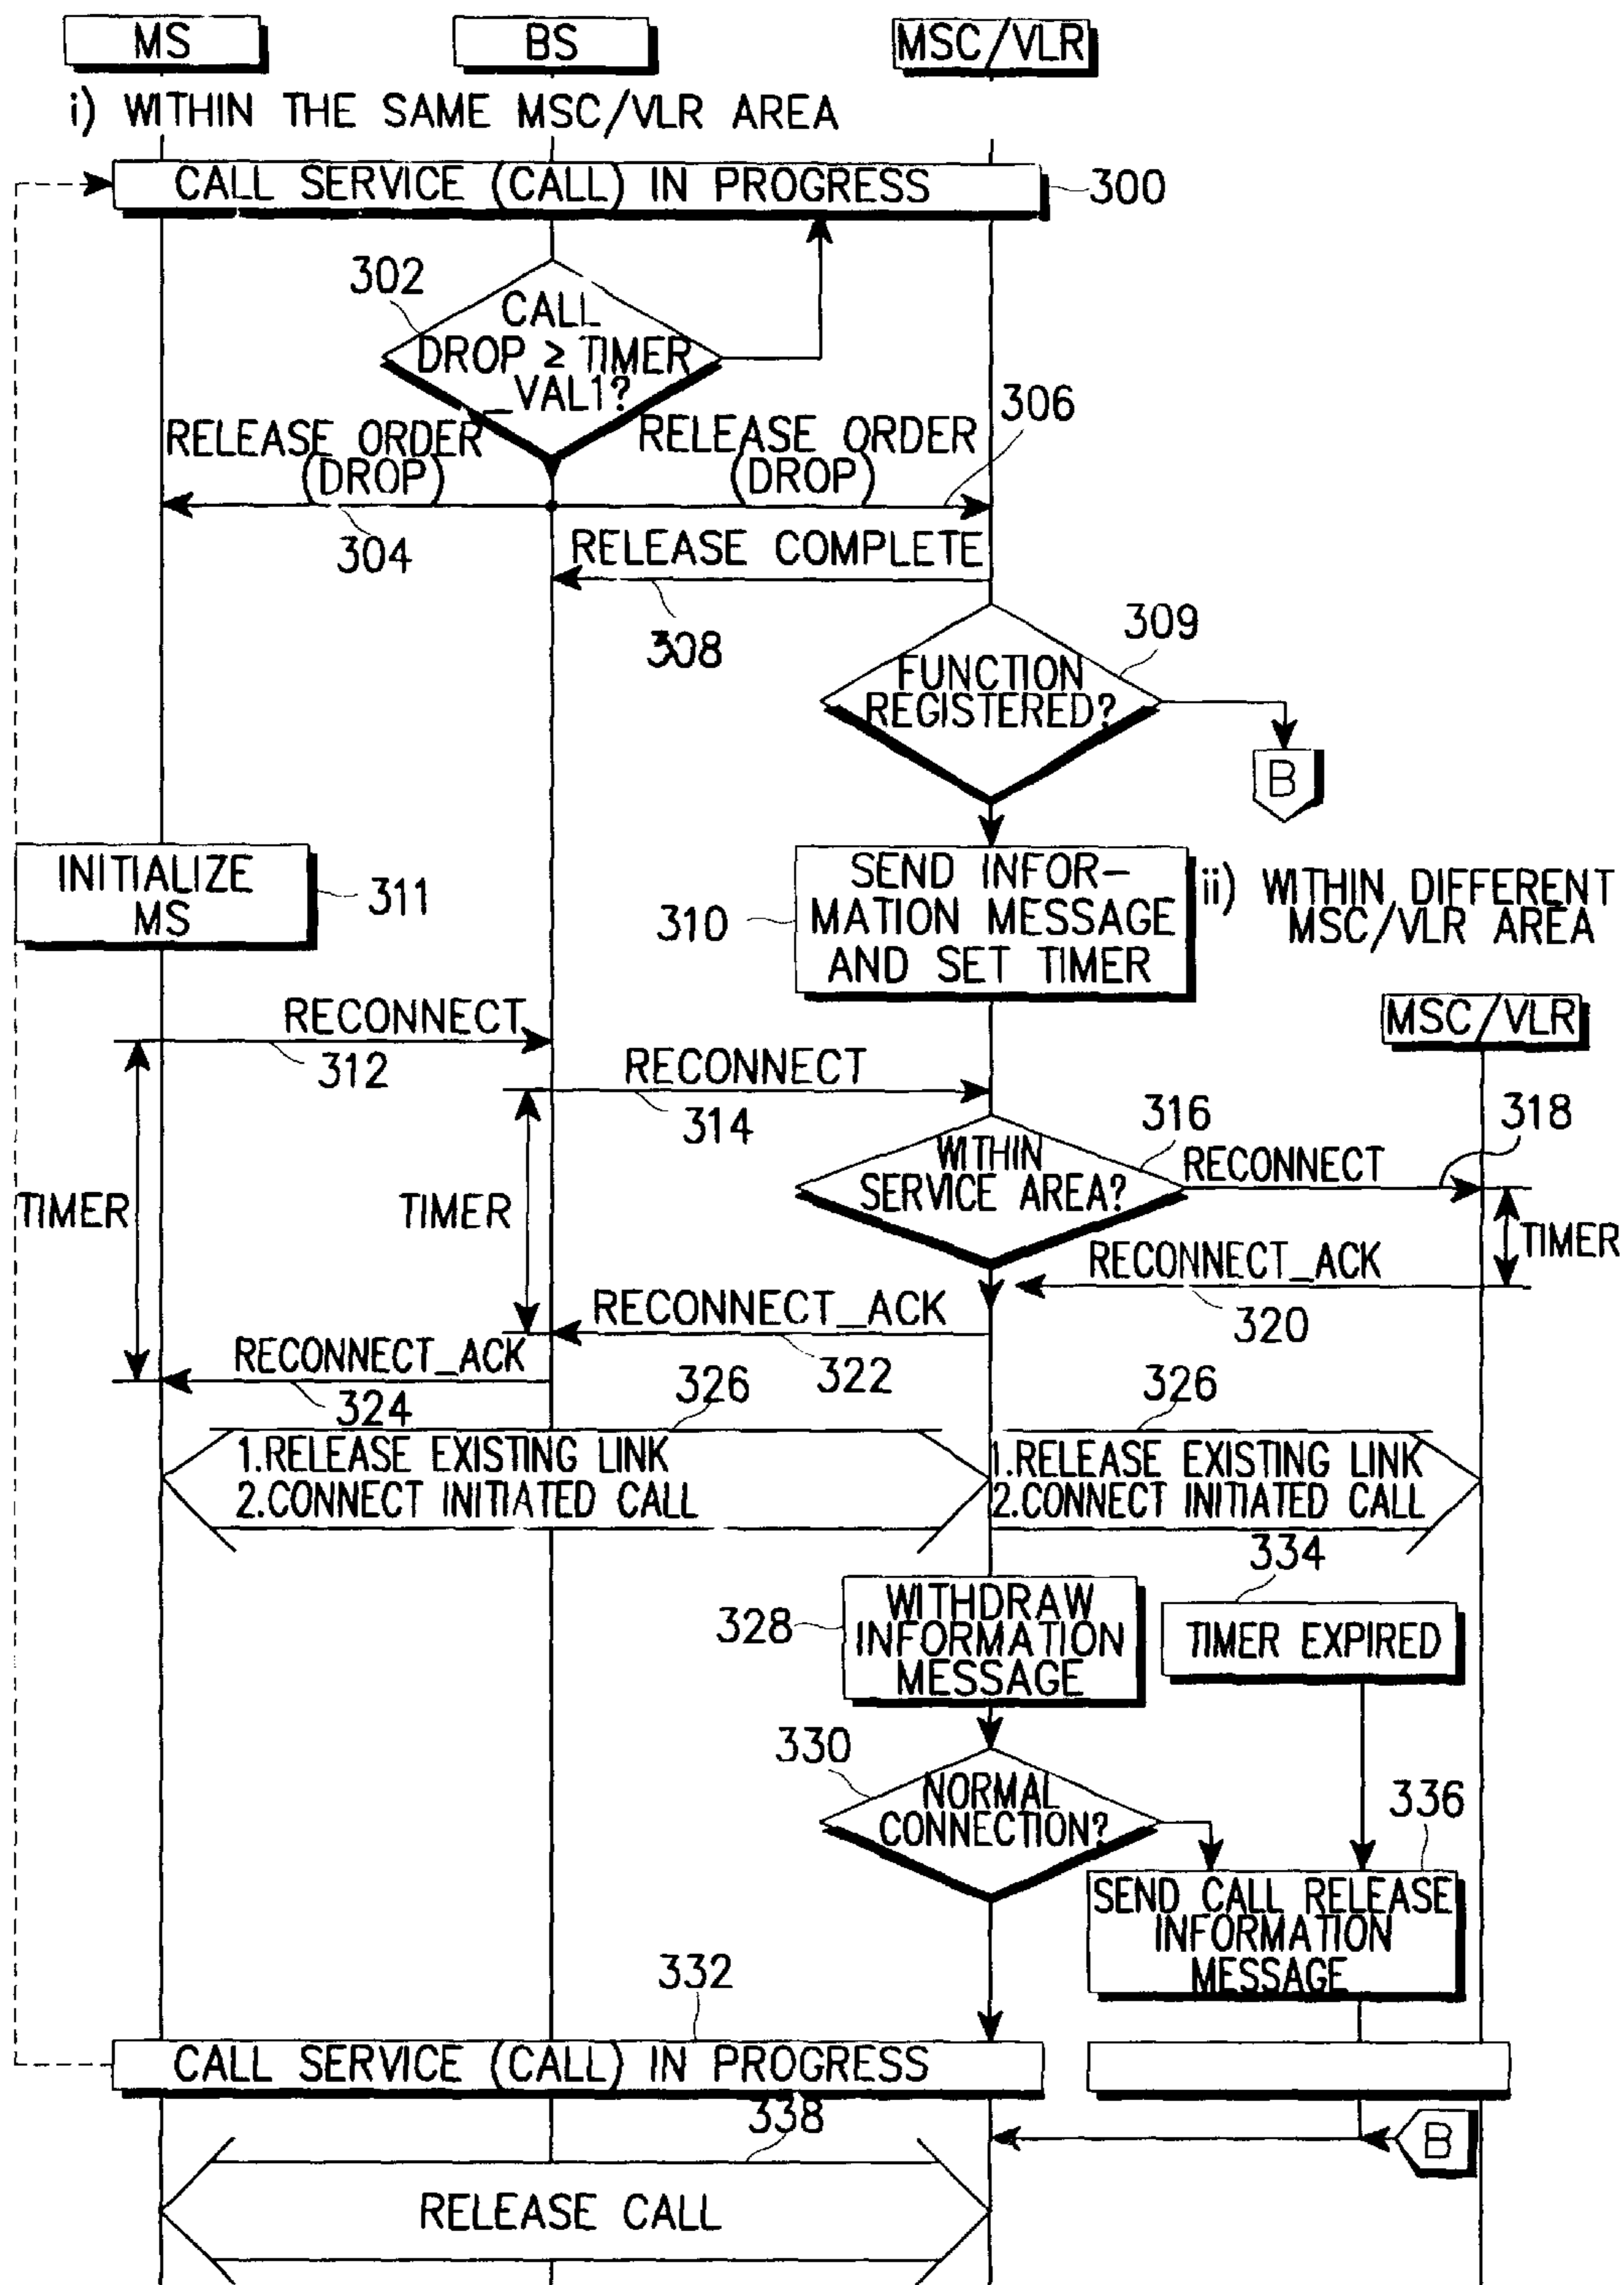 MS
BS
MSC/VLR
i) WITHIN THE SAME MSC/VLR AREA
CALL SERVICE (CALL) IN PROGRESS
300
302
CALL
DROP ≥ TIMER
_VAL1?
306
RELEASE ORDER
(DROP)
RELEASE ORDER
(DROP)
304
RELEASE COMPLETE
308
309
FUNCTION
REGISTERED?
B
INITIALIZE
MS
311
310
SEND INFOR-
MATION MESSAGE
AND SET TIMER
ii) WITHIN DIFFERENT
MSC/VLR AREA
MSC/VLR
RECONNECT
312
RECONNECT
314
316
318
WITHIN
SERVICE AREA?
RECONNECT
TIMER
TIMER
TIMER
RECONNECT_ACK
320
RECONNECT_ACK
322
RECONNECT_ACK
324
326
326
1.RELEASE EXISTING LINK
2.CONNECT INITIATED CALL
1.RELEASE EXISTING LINK
2.CONNECT INITIATED CALL
334
328
WITHDRAW
INFORMATION
MESSAGE
TIMER EXPIRED
330
NORMAL
CONNECTION?
336
SEND CALL RELEASE
INFORMATION
MESSAGE
332
CALL SERVICE (CALL) IN PROGRESS
338
B
RELEASE CALL